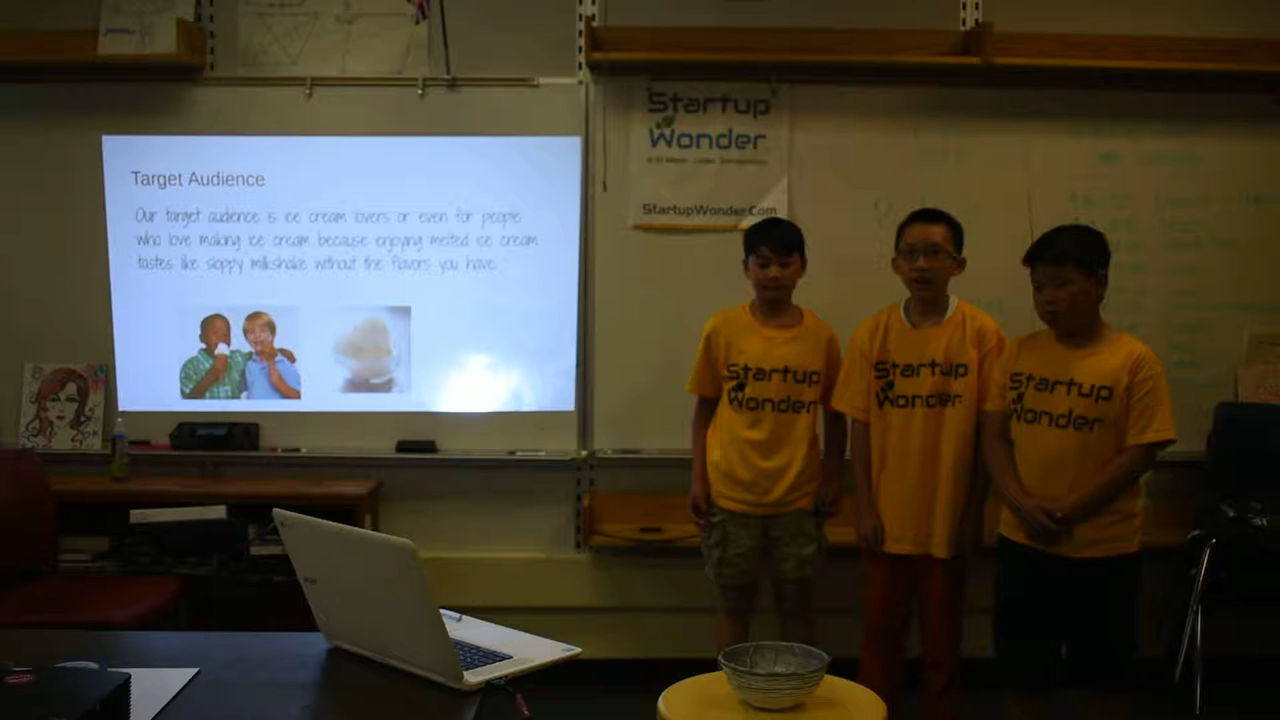 Target Audience
Our target audience is ice cream lovers or even for people
who love making ice cream because enjoying melted ice cream
tastes like sloppy milkshake without the flavors you have.
Startup
Wonder
StartupWonder.Com
Startup
Wonder
Startup
Wonder
Startup
Wonder